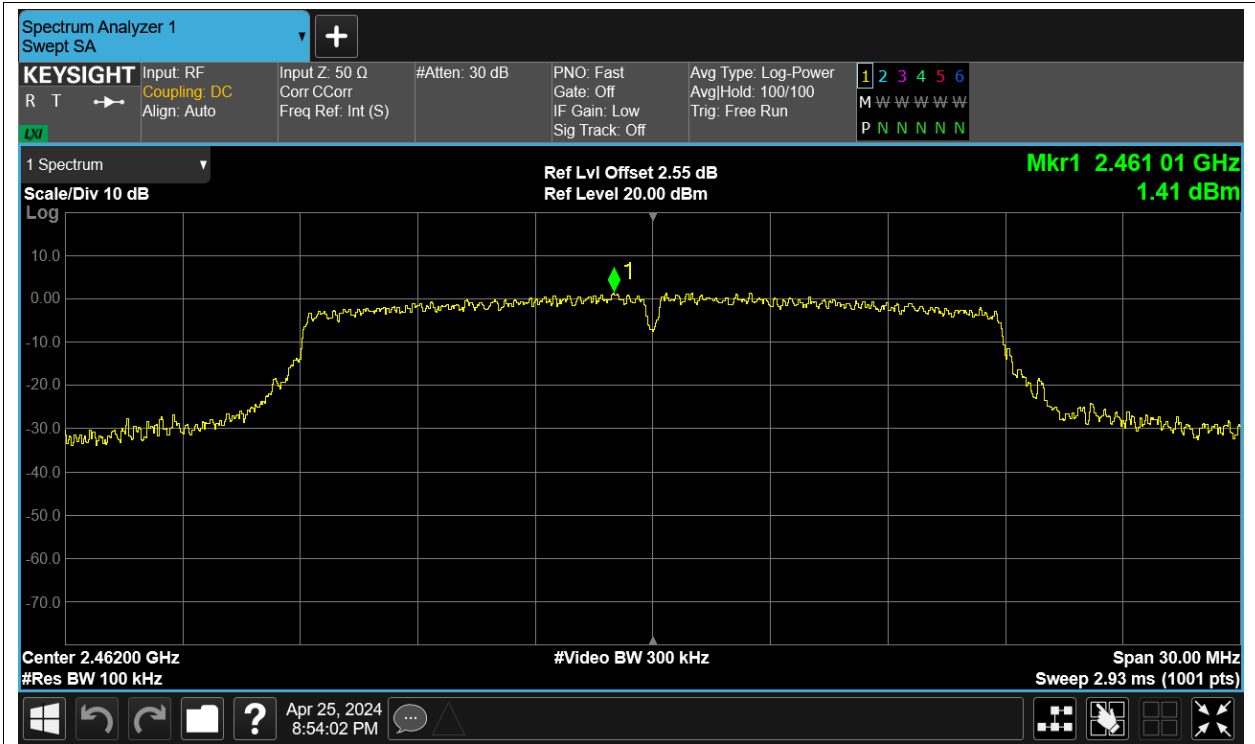 Spectrum Analyzer 1
Swept SA
KEYSIGHT
R T
LXI
Input: RF
Coupling: DC
Align: Auto
Input Z: 50 Ω
Corr CCorr
Freq Ref: Int (S)
#Atten: 30 dB
PNO: Fast
Gate: Off
IF Gain: Low
Sig Track: Off
Avg Type: Log-Power
Avg|Hold: 100/100
Trig: Free Run
1 2 3 4 5 6
M W W W W W
P N N N N N
1 Spectrum
Scale/Div 10 dB
Log
Ref Lvl Offset 2.55 dB
Ref Level 20.00 dBm
Mkr1 2.461 01 GHz
1.41 dBm
1
10.0
0.00
-10.0
-20.0
-30.0
-40.0
-50.0
-60.0
-70.0
Center 2.46200 GHz
#Res BW 100 kHz
#Video BW 300 kHz
Span 30.00 MHz
Sweep 2.93 ms (1001 pts)
?
Apr 25, 2024
8:54:02 PM